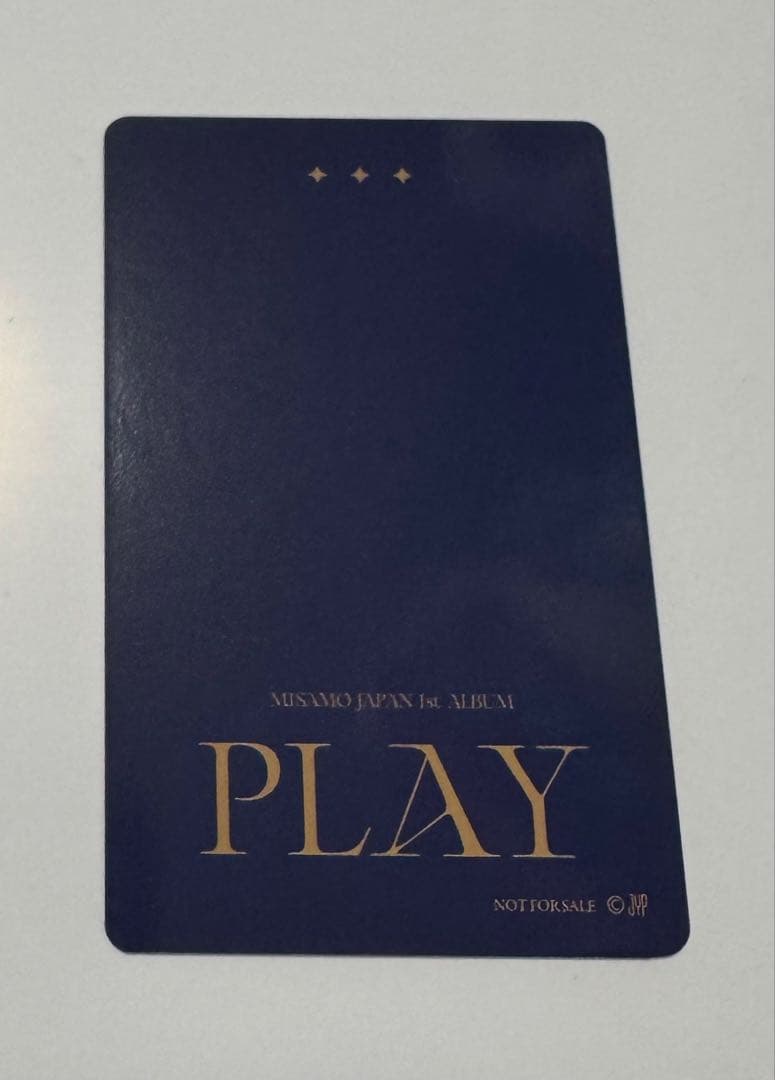 MISAMO JAPAN 1st ALBUM
PLAY
NOT FOR SALE © JYP